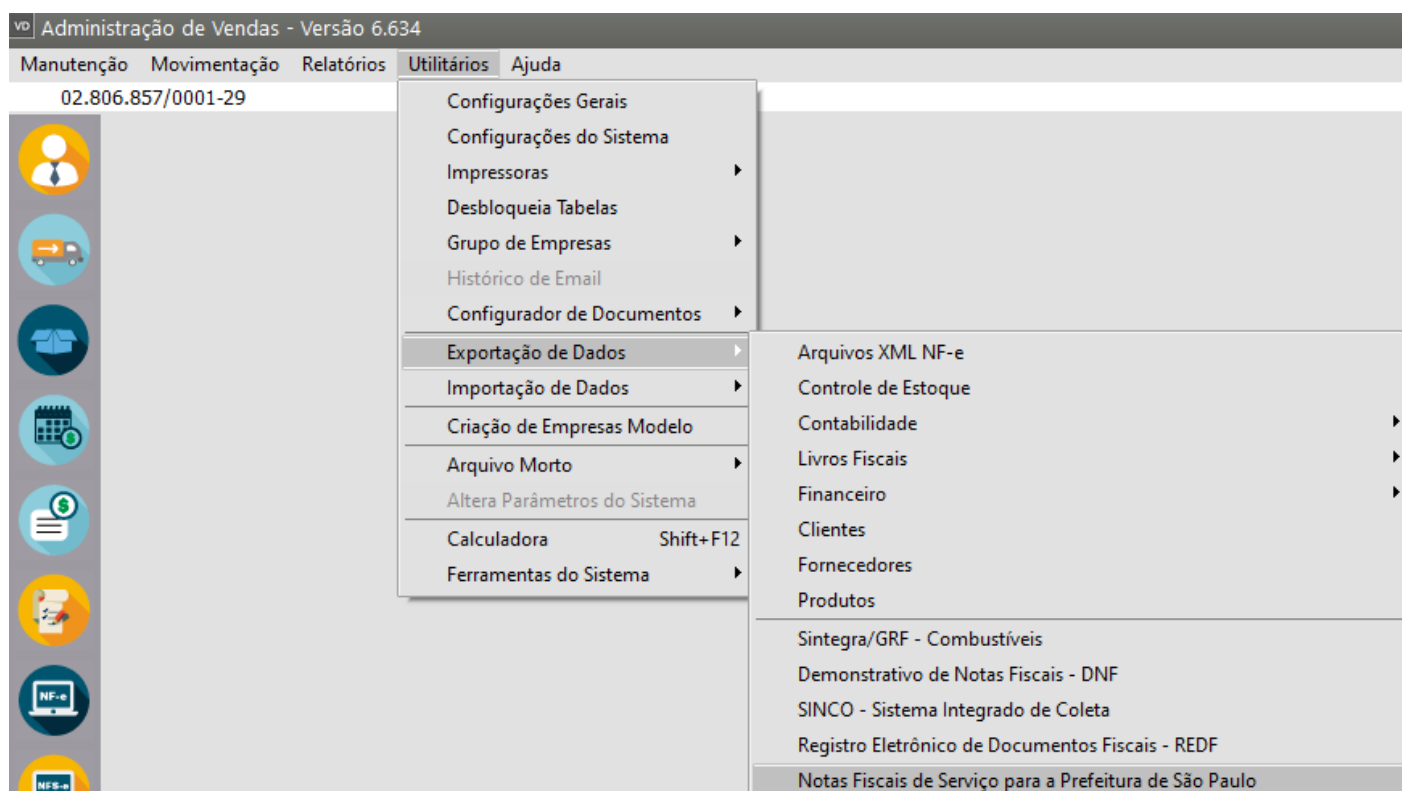 VD Administração de Vendas - Versão 6.634
Manutenção Movimentação Relatórios Utilitários Ajuda
02.806.857/0001-29
Configurações Gerais
Configurações do Sistema
Impressoras
Desbloqueia Tabelas
Grupo de Empresas
Histórico de Email
Configurador de Documentos
Exportação de Dados
Importação de Dados
Criação de Empresas Modelo
Arquivo Morto
Altera Parâmetros do Sistema
Calculadora Shift+F12
Ferramentas do Sistema
Arquivos XML NF-e
Controle de Estoque
Contabilidade
Livros Fiscais
Financeiro
Clientes
Fornecedores
Produtos
Sintegra/GRF - Combustíveis
Demonstrativo de Notas Fiscais - DNF
SINCO - Sistema Integrado de Coleta
Registro Eletrônico de Documentos Fiscais - REDF
Notas Fiscais de Serviço para a Prefeitura de São Paulo
NF-e
NFS-e